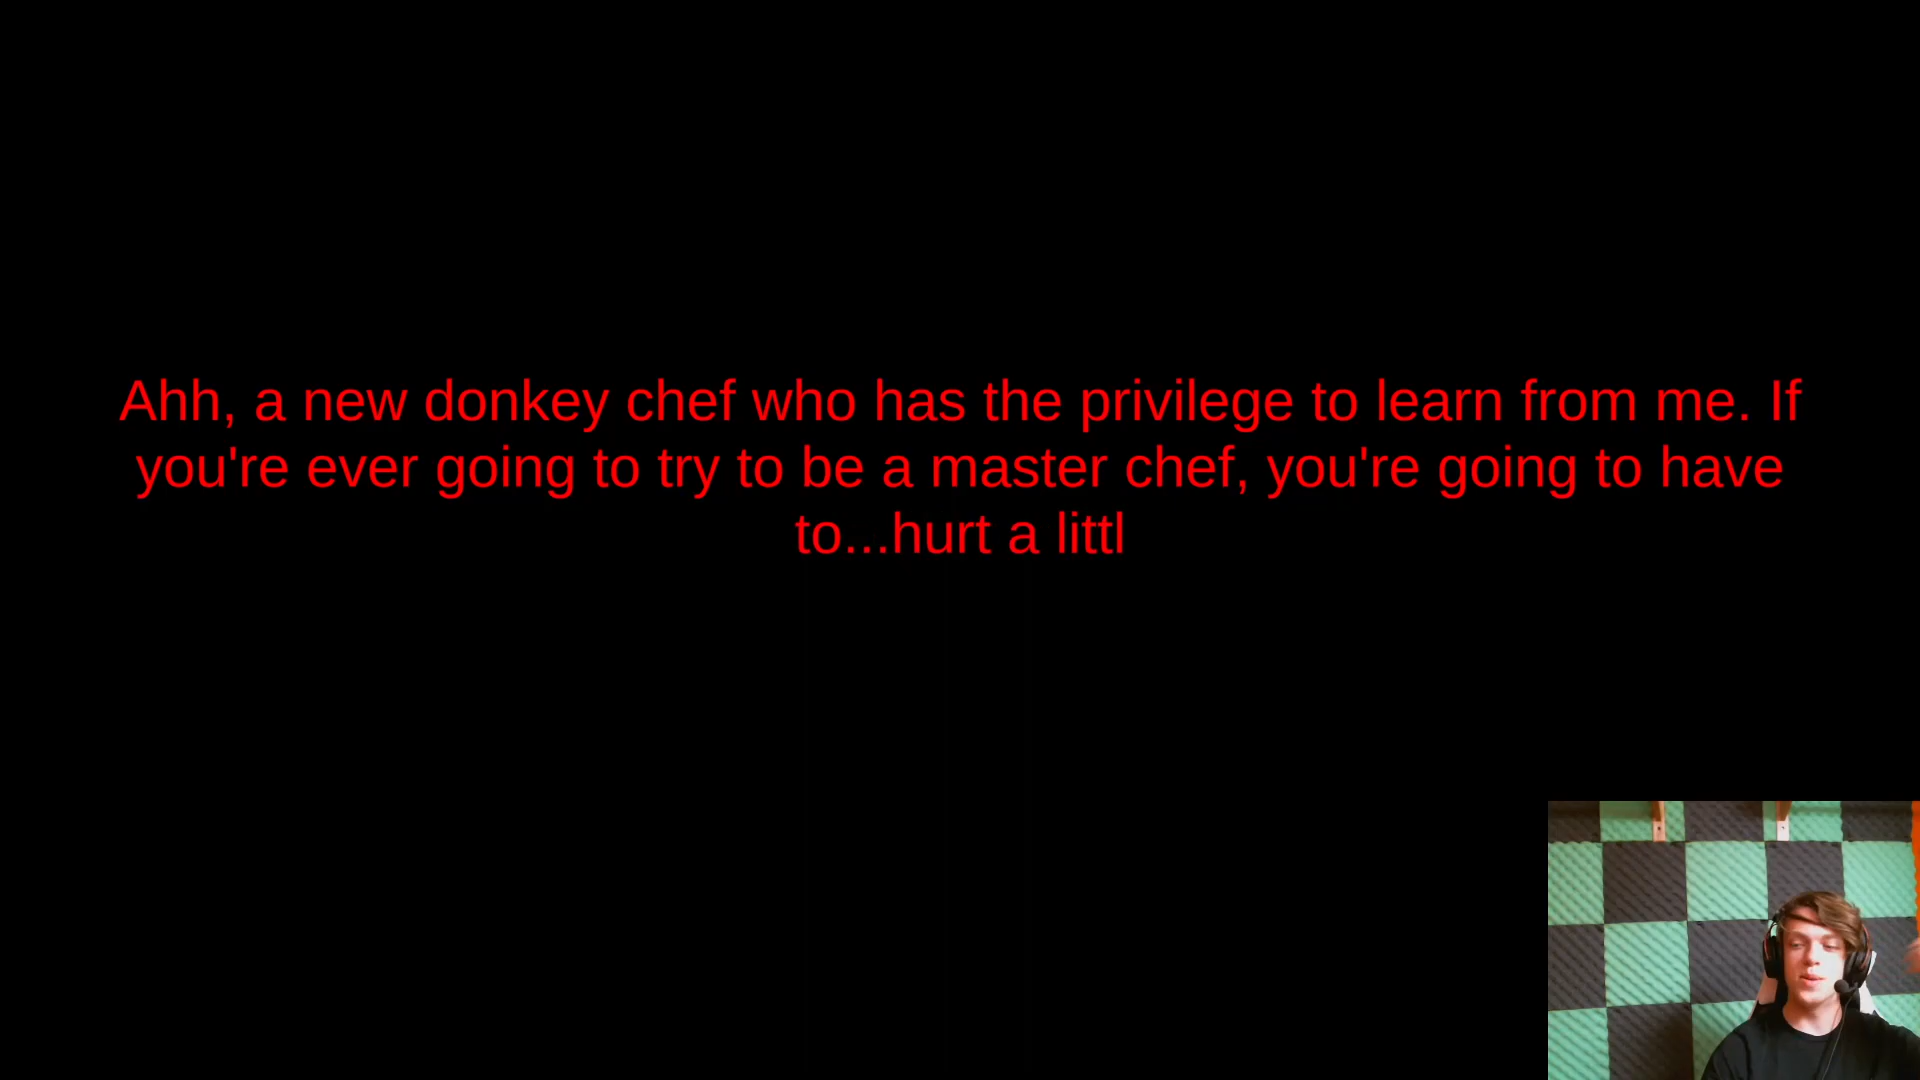 Ahh, a new donkey chef who has the privilege to learn from me. If
you're ever going to try to be a master chef, you're going to have
to...hurt a littl